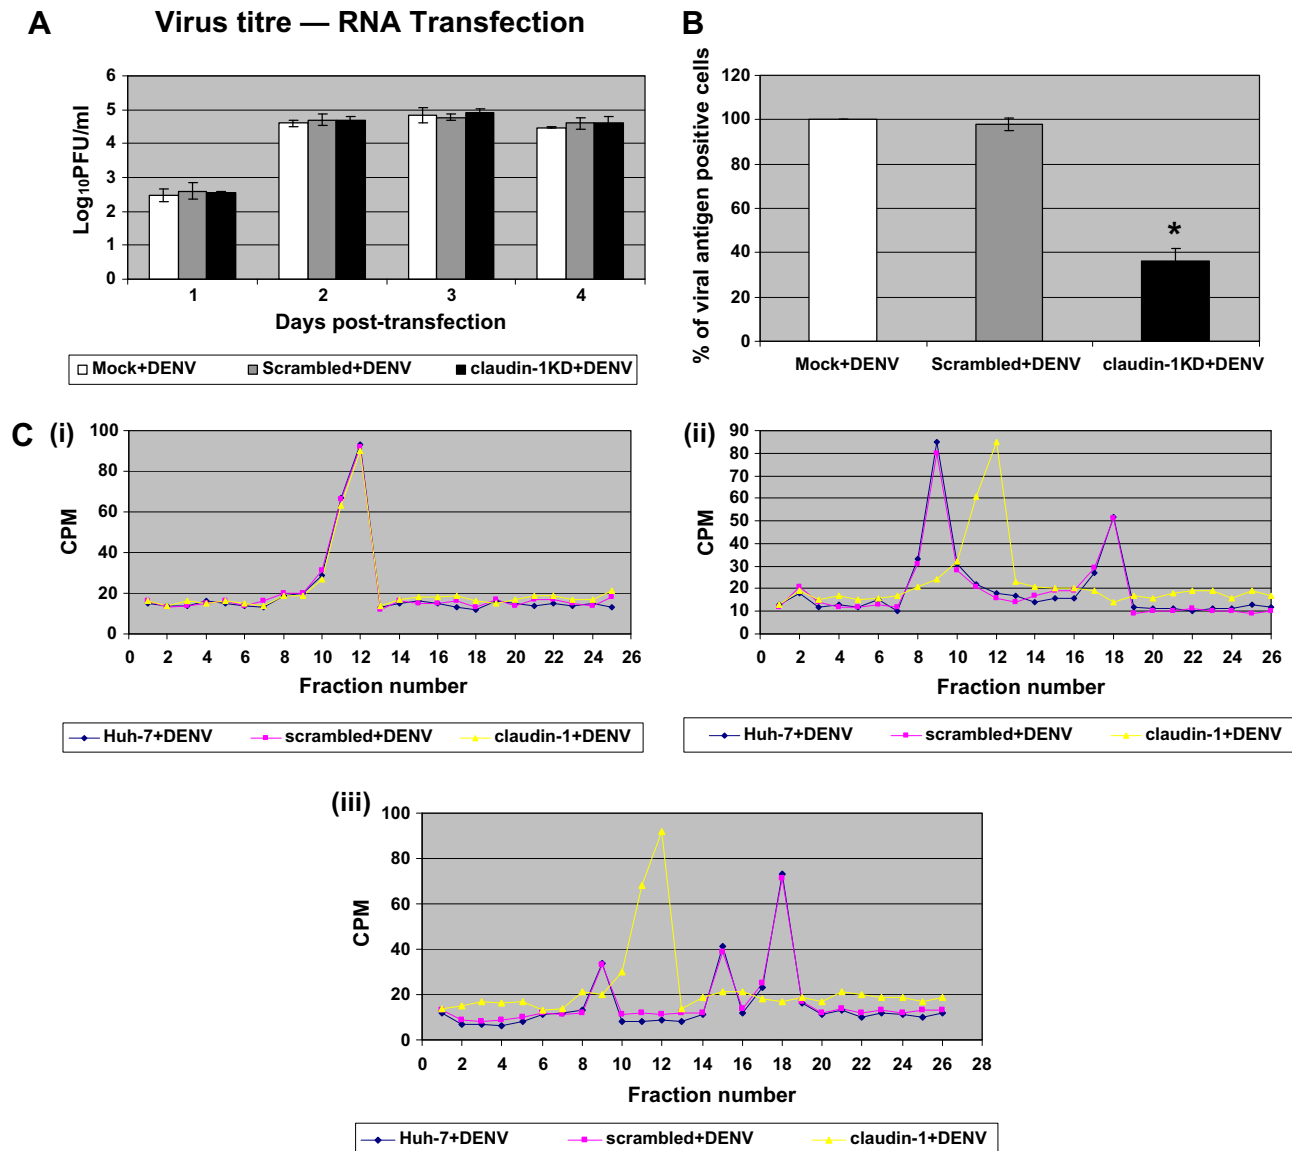 A
Virus titre — RNA Transfection
Log₁₀PFU/ml
6
5
4
3
2
1
0
1 2 3 4
Days post-transfection
Mock+DENV Scrambled+DENV claudin-1KD+DENV
B
% of viral antigen positive cells
120
100
80
60
40
20
0
*
Mock+DENV Scrambled+DENV claudin-1KD+DENV
C (i)
CPM
100
80
60
40
20
0
0 2 4 6 8 10 12 14 16 18 20 22 24 26
Fraction number
Huh-7+DENV scrambled+DENV claudin-1+DENV
(ii)
CPM
90
80
70
60
50
40
30
20
10
0
0 2 4 6 8 10 12 14 16 18 20 22 24 26
Fraction number
Huh-7+DENV scrambled+DENV claudin-1+DENV
(iii)
CPM
100
80
60
40
20
0
0 2 4 6 8 10 12 14 16 18 20 22 24 26 28
Fraction number
Huh-7+DENV scrambled+DENV claudin-1+DENV